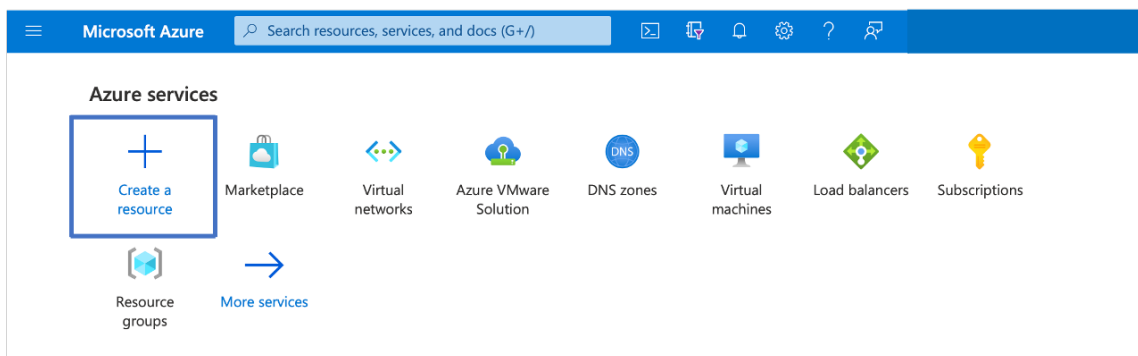 Microsoft Azure
Search resources, services, and docs (G+/)
Azure services
Create a
resource
Marketplace
Virtual
networks
Azure VMware
Solution
DNS
DNS zones
Virtual
machines
Load balancers
Subscriptions
Resource
groups
More services